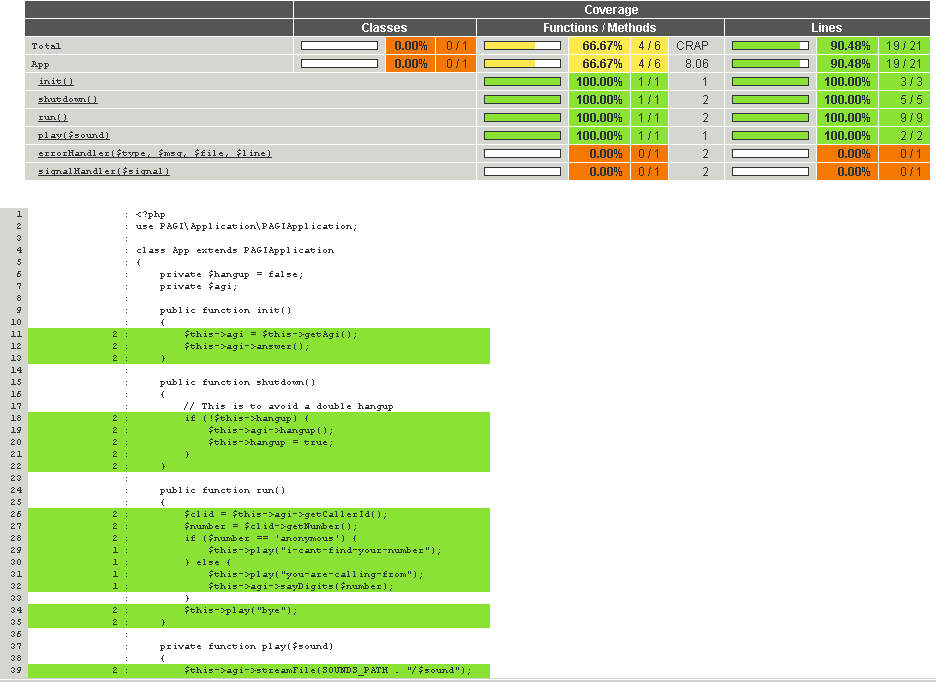 Coverage
Classes Functions / Methods Lines
Total 0.00% 0 / 1 66.67% 4 / 6 CRAP 90.48% 19 / 21
App 0.00% 0 / 1 66.67% 4 / 6 8.06 90.48% 19 / 21
init() 100.00% 1 / 1 1 100.00% 3 / 3
shutdown() 100.00% 1 / 1 2 100.00% 5 / 5
run() 100.00% 1 / 1 2 100.00% 9 / 9
play($sound) 100.00% 1 / 1 1 100.00% 2 / 2
errorHandler($type, $msg, $file, $line) 0.00% 0 / 1 2 0.00% 0 / 1
signalHandler($signal) 0.00% 0 / 1 2 0.00% 0 / 1
1 : <?php
2 : use PAGI\Application\PAGIApplication;
3 :
4 : class App extends PAGIApplication
5 : {
6 : private $hangup = false;
7 : private $agi;
8 :
9 : public function init()
10 : {
11 2 : $this->agi = $this->getAgi();
12 2 : $this->agi->answer();
13 2 : }
14 :
15 : public function shutdown()
16 : {
17 : // This is to avoid a double hangup
18 2 : if (!$this->hangup) {
19 2 : $this->agi->hangup();
20 2 : $this->hangup = true;
21 2 : }
22 2 : }
23 :
24 : public function run()
25 : {
26 2 : $clid = $this->agi->getCallerId();
27 2 : $number = $clid->getNumber();
28 2 : if ($number == 'anonymous') {
29 1 : $this->play("i-cant-find-your-number");
30 1 : } else {
31 1 : $this->play("you-are-calling-from");
32 1 : $this->agi->sayDigits($number);
33 : }
34 2 : $this->play("bye");
35 2 : }
36 :
37 : private function play($sound)
38 : {
39 2 : $this->agi->streamFile(SOUNDS_PATH . "/$sound");